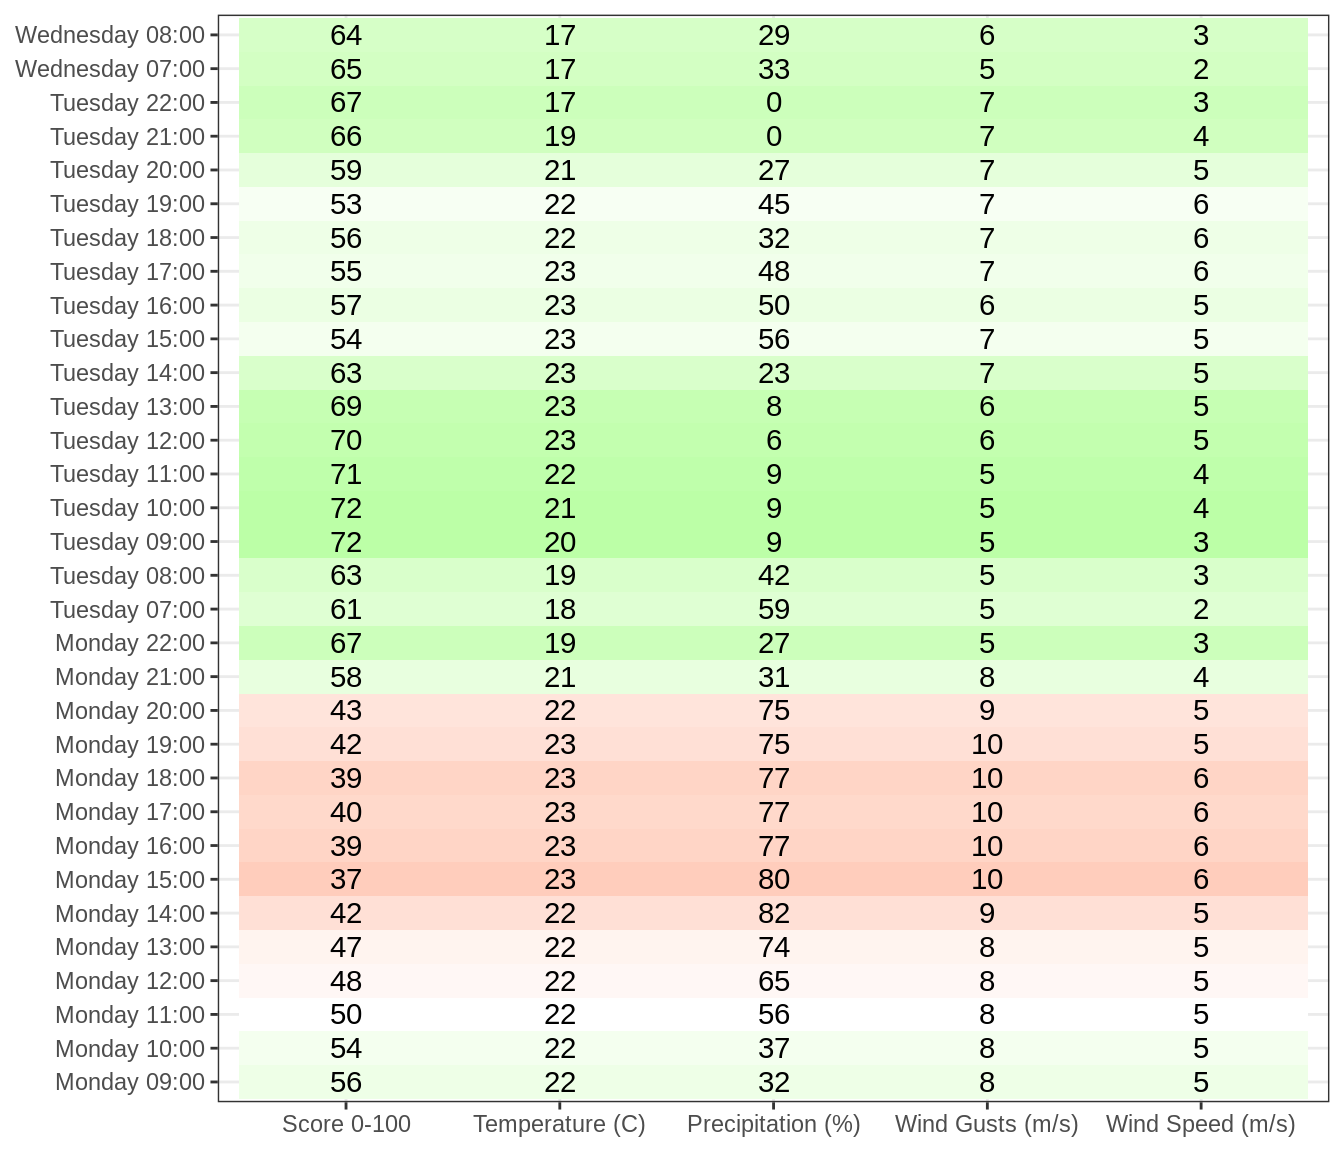 Wednesday 08:00 64 17 29 6 3
Wednesday 07:00 65 17 33 5 2
Tuesday 22:00 67 17 0 7 3
Tuesday 21:00 66 19 0 7 4
Tuesday 20:00 59 21 27 7 5
Tuesday 19:00 53 22 45 7 6
Tuesday 18:00 56 22 32 7 6
Tuesday 17:00 55 23 48 7 6
Tuesday 16:00 57 23 50 6 5
Tuesday 15:00 54 23 56 7 5
Tuesday 14:00 63 23 23 7 5
Tuesday 13:00 69 23 8 6 5
Tuesday 12:00 70 23 6 6 5
Tuesday 11:00 71 22 9 5 4
Tuesday 10:00 72 21 9 5 4
Tuesday 09:00 72 20 9 5 3
Tuesday 08:00 63 19 42 5 3
Tuesday 07:00 61 18 59 5 2
Monday 22:00 67 19 27 5 3
Monday 21:00 58 21 31 8 4
Monday 20:00 43 22 75 9 5
Monday 19:00 42 23 75 10 5
Monday 18:00 39 23 77 10 6
Monday 17:00 40 23 77 10 6
Monday 16:00 39 23 77 10 6
Monday 15:00 37 23 80 10 6
Monday 14:00 42 22 82 9 5
Monday 13:00 47 22 74 8 5
Monday 12:00 48 22 65 8 5
Monday 11:00 50 22 56 8 5
Monday 10:00 54 22 37 8 5
Monday 09:00 56 22 32 8 5
Score 0-100 Temperature (C) Precipitation (%) Wind Gusts (m/s) Wind Speed (m/s)